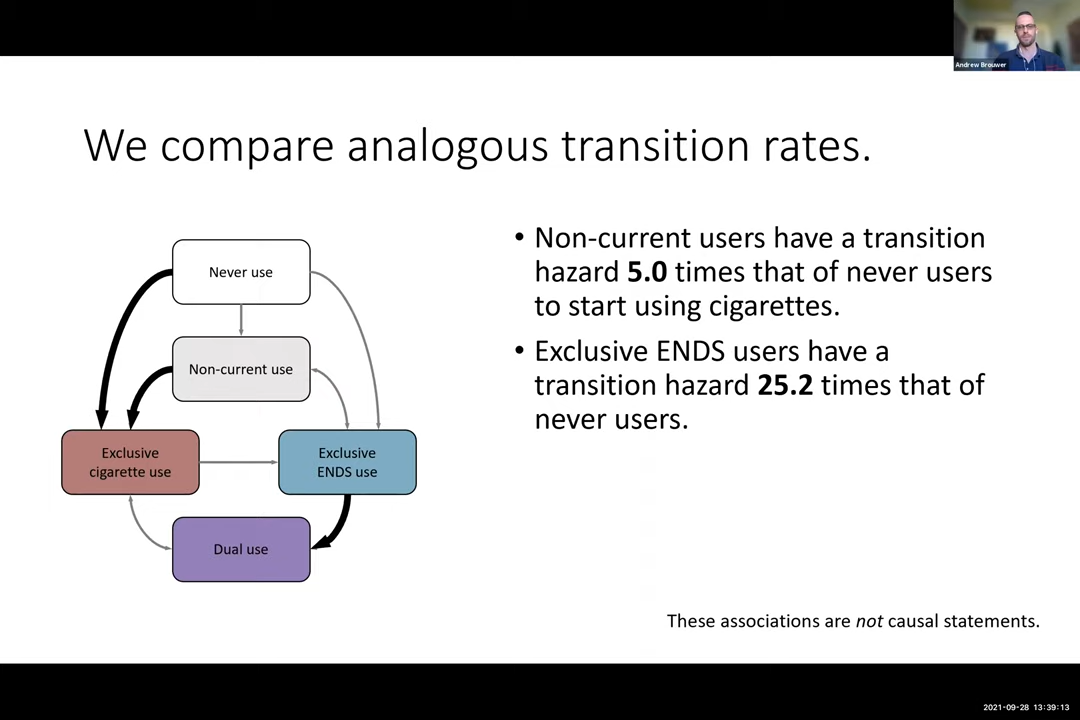 Andrew Brouwer
We compare analogous transition rates.
Never use
Non-current use
Exclusive
cigarette use
Exclusive
ENDS use
Dual use
• Non-current users have a transition
hazard 5.0 times that of never users
to start using cigarettes.
• Exclusive ENDS users have a
transition hazard 25.2 times that of
never users.
These associations are not causal statements.
2021-09-28 13:39:13